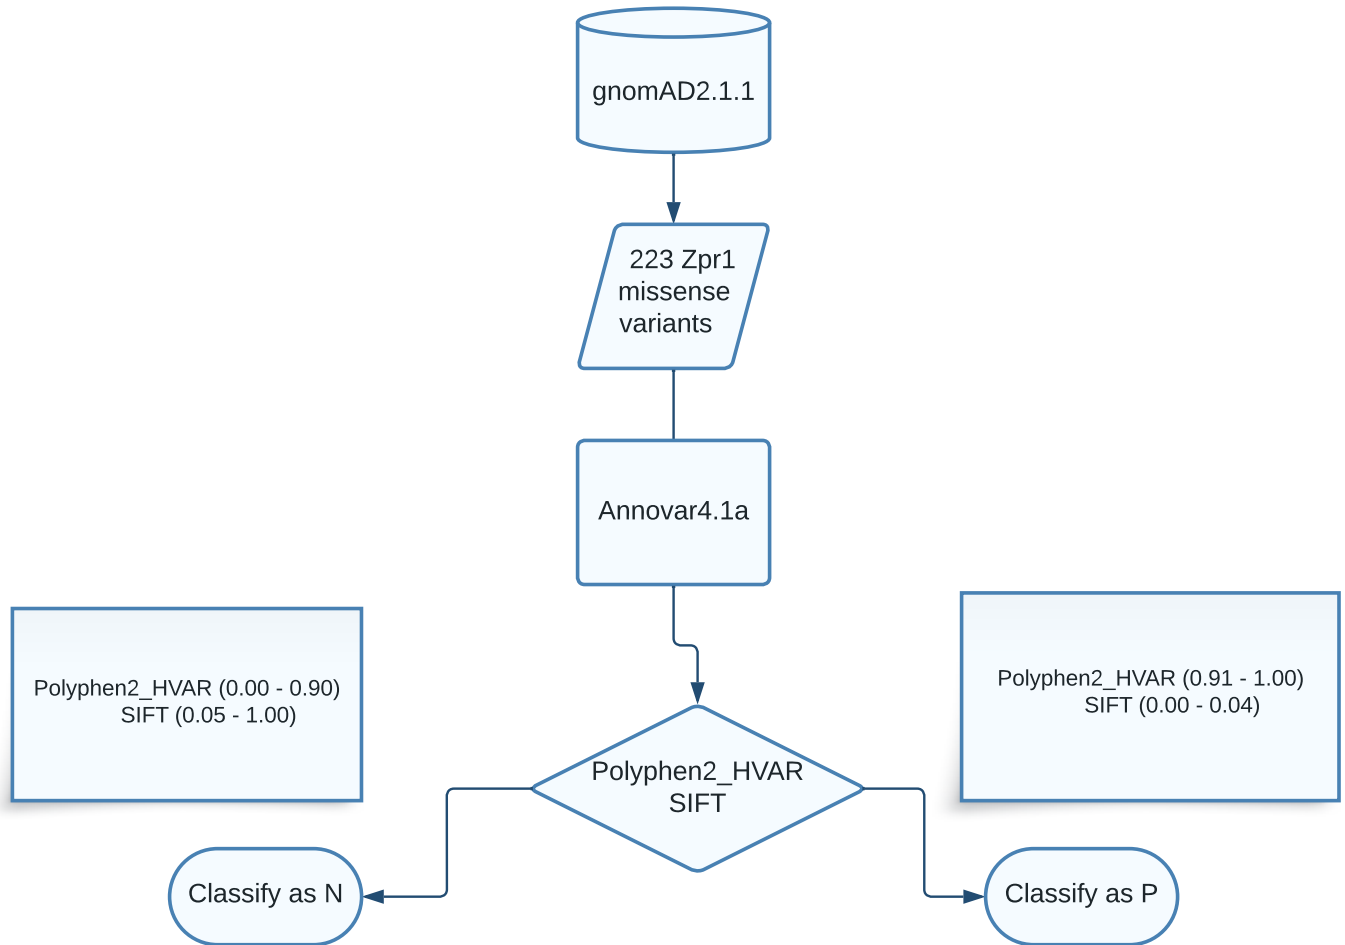 gnomAD2.1.1
223 Zpr1
missense
variants
Annovar4.1a
Polyphen2_HVAR (0.00 - 0.90)
SIFT (0.05 - 1.00)
Polyphen2_HVAR (0.91 - 1.00)
SIFT (0.00 - 0.04)
Polyphen2_HVAR
SIFT
Classify as N
Classify as P